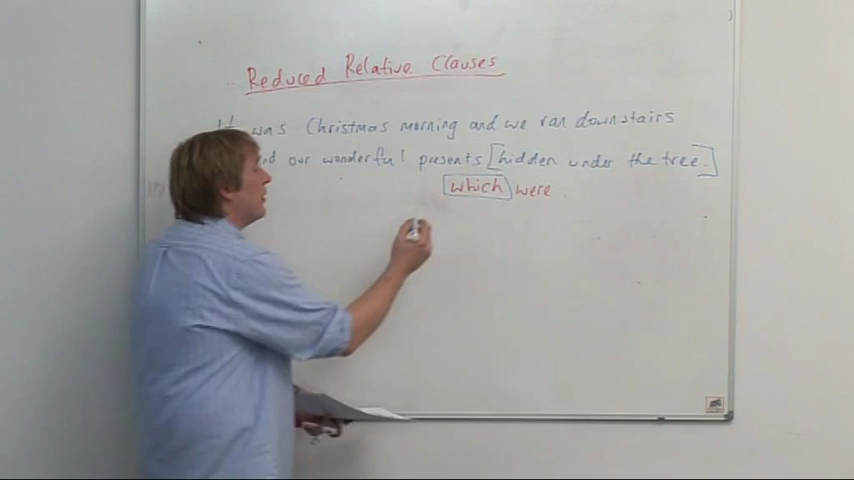 Reduced Relative Clauses
was Christmas morning and we ran downstairs
our wonderful presents [hidden under the tree.]
which were